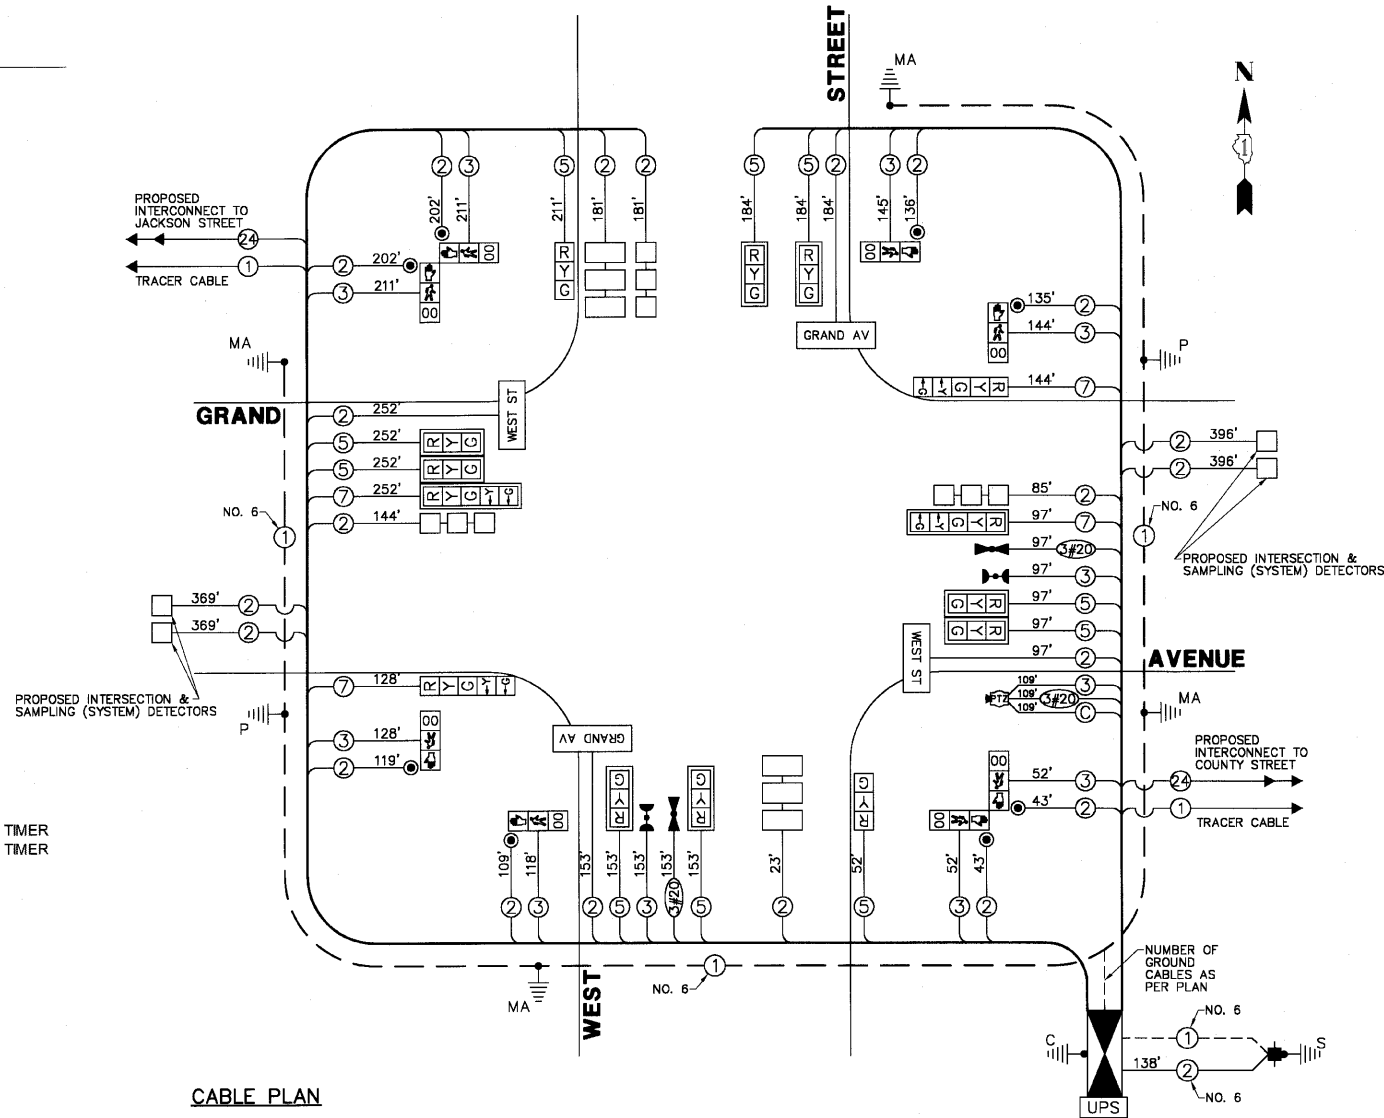 STREET
MA
N
1
2 3 5 2 2 5 5 2 3 2
202' 211' 211' 181' 181' 184' 184' 184' 145' 136'
PROPOSED
INTERCONNECT TO
JACKSON STREET
24
1
TRACER CABLE
2 202'
3 211'
00
00
R Y G
R Y G
R Y G
00
GRAND AV
135' 2
144' 3
00
G Y G Y R 144' 7
MA
P
GRAND
WEST ST
2 252'
5 252' R Y G
5 252' R Y G
7 252' R Y G Y G
2 144'
NO. 6
1
2 396'
2 396'
85' 2
G Y G Y R 97' 7
97' 3#20
97' 3
G Y R 97' 5
G Y R 97' 5
97' 2
WEST ST
NO. 6
1
PROPOSED INTERSECTION &
SAMPLING (SYSTEM) DETECTORS
369' 2
369' 2
PROPOSED INTERSECTION &
SAMPLING (SYSTEM) DETECTORS
AVENUE
7 128' R Y G Y G
P
PTZ
109' 3
109' 3#20
109' C
MA
3 128'
2 119'
00
GRAND AV
PROPOSED
INTERCONNECT TO
COUNTY STREET
52' 3 24
43' 2 1
TRACER CABLE
00
00
00
G Y R
G Y R
G Y R
TIMER
TIMER
109' 118' 153' 153' 153' 153' 153' 23' 52' 52' 43'
2 3 2 5 3 3#20 5 2 5 3 2
MA
WEST
NO. 6
1
NUMBER OF
GROUND
CABLES AS
PER PLAN
NO. 6
1
C
S
138' 2
NO. 6
UPS
CABLE PLAN